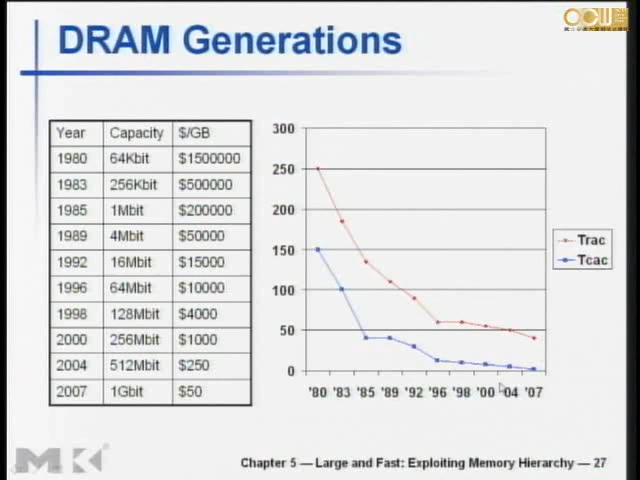 DRAM Generations
Year Capacity $/GB
1980 64Kbit $1500000
1983 256Kbit $500000
1985 1Mbit $200000
1989 4Mbit $50000
1992 16Mbit $15000
1996 64Mbit $10000
1998 128Mbit $4000
2000 256Mbit $1000
2004 512Mbit $250
2007 1Gbit $50
300
250
200
150
100
50
0
'80 '83 '85 '89 '92 '96 '98 '00 '04 '07
Trac
Tcac
MK
Chapter 5 — Large and Fast: Exploiting Memory Hierarchy — 27